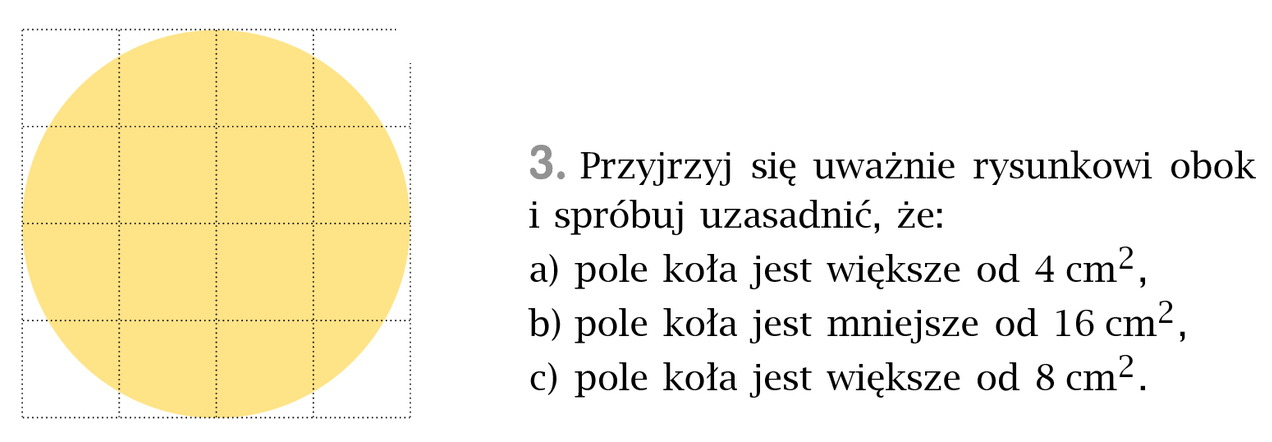 3. Przyjrzyj się uważnie rysunkowi obok
i spróbuj uzasadnić, że:
a) pole koła jest większe od 4 cm²,
b) pole koła jest mniejsze od 16 cm²,
c) pole koła jest większe od 8 cm².